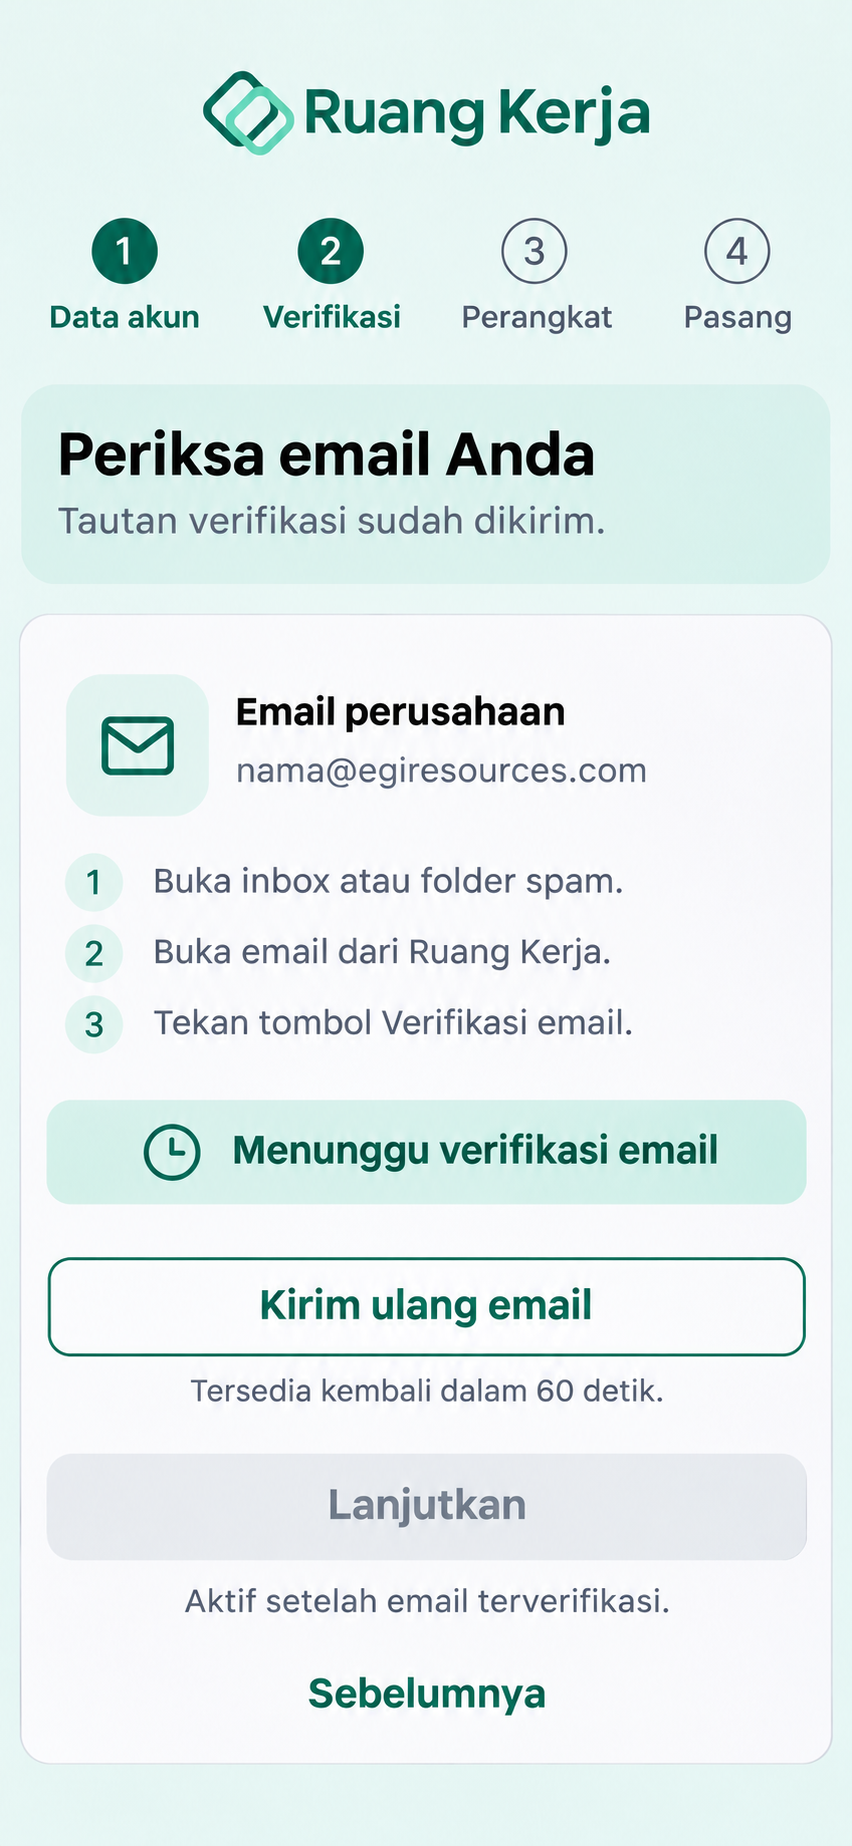 Ruang Kerja
1 2 3 4
Data akun Verifikasi Perangkat Pasang
Periksa email Anda
Tautan verifikasi sudah dikirim.
Email perusahaan
nama@egiresources.com
1 Buka inbox atau folder spam.
2 Buka email dari Ruang Kerja.
3 Tekan tombol Verifikasi email.
Menunggu verifikasi email
Kirim ulang email
Tersedia kembali dalam 60 detik.
Lanjutkan
Aktif setelah email terverifikasi.
Sebelumnya